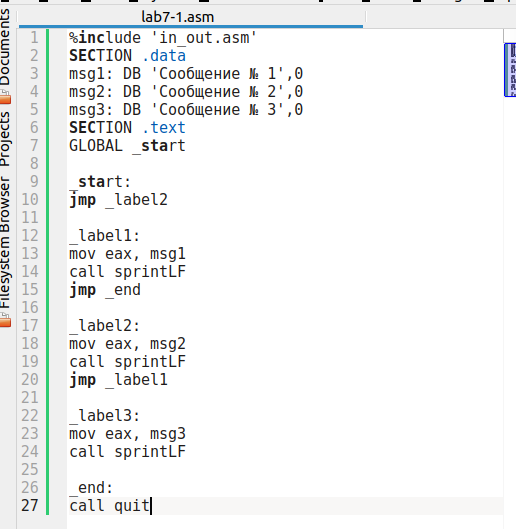 lab7-1.asm
Documents
Projects
Filesystem Browser
1 %include 'in_out.asm'
2 SECTION .data
3 msg1: DB 'Сообщение № 1',0
4 msg2: DB 'Сообщение № 2',0
5 msg3: DB 'Сообщение № 3',0
6 SECTION .text
7 GLOBAL _start
8
9 _start:
10 jmp _label2
11
12 _label1:
13 mov eax, msg1
14 call sprintLF
15 jmp _end
16
17 _label2:
18 mov eax, msg2
19 call sprintLF
20 jmp _label1
21
22 _label3:
23 mov eax, msg3
24 call sprintLF
25
26 _end:
27 call quit